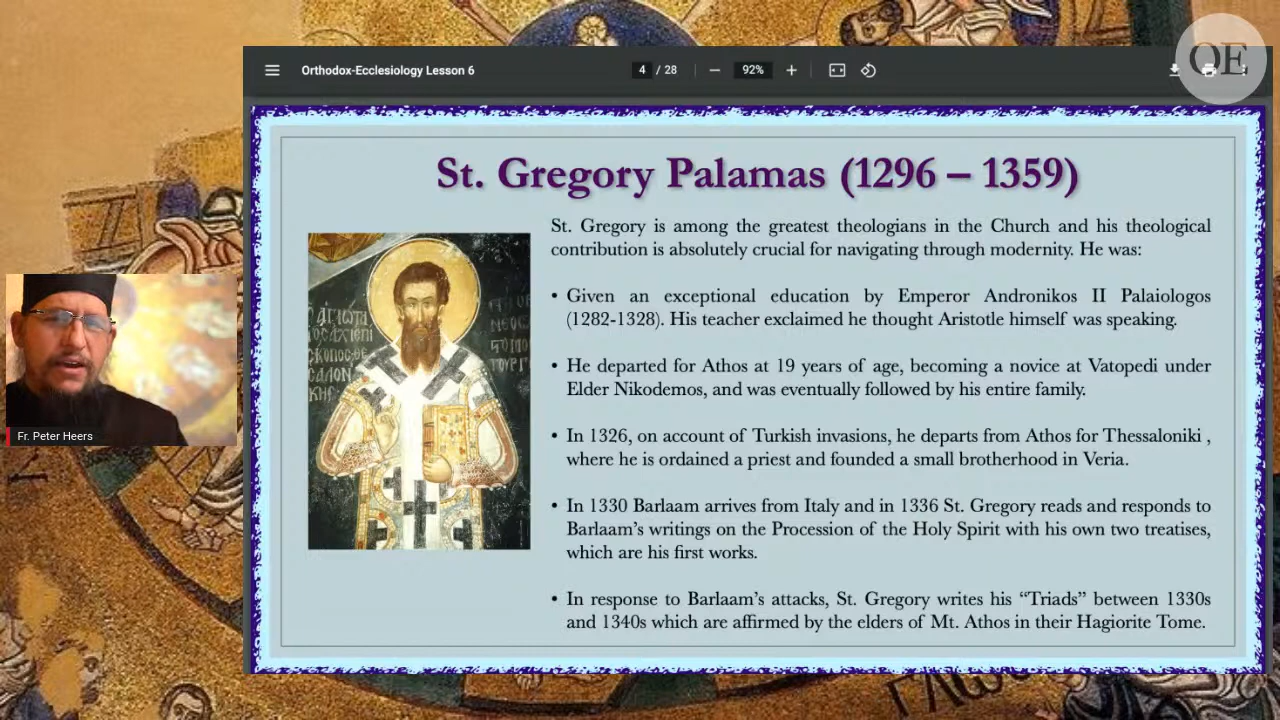 OE
Orthodox-Ecclesiology Lesson 6
4 / 28
92%
St. Gregory Palamas (1296 – 1359)
St. Gregory is among the greatest theologians in the Church and his theological
contribution is absolutely crucial for navigating through modernity. He was:
• Given an exceptional education by Emperor Andronikos II Palaiologos
(1282-1328). His teacher exclaimed he thought Aristotle himself was speaking.
• He departed for Athos at 19 years of age, becoming a novice at Vatopedi under
Elder Nikodemos, and was eventually followed by his entire family.
• In 1326, on account of Turkish invasions, he departs from Athos for Thessaloniki ,
where he is ordained a priest and founded a small brotherhood in Veria.
• In 1330 Barlaam arrives from Italy and in 1336 St. Gregory reads and responds to
Barlaam’s writings on the Procession of the Holy Spirit with his own two treatises,
which are his first works.
• In response to Barlaam’s attacks, St. Gregory writes his “Triads” between 1330s
and 1340s which are affirmed by the elders of Mt. Athos in their Hagiorite Tome.
Fr. Peter Heers